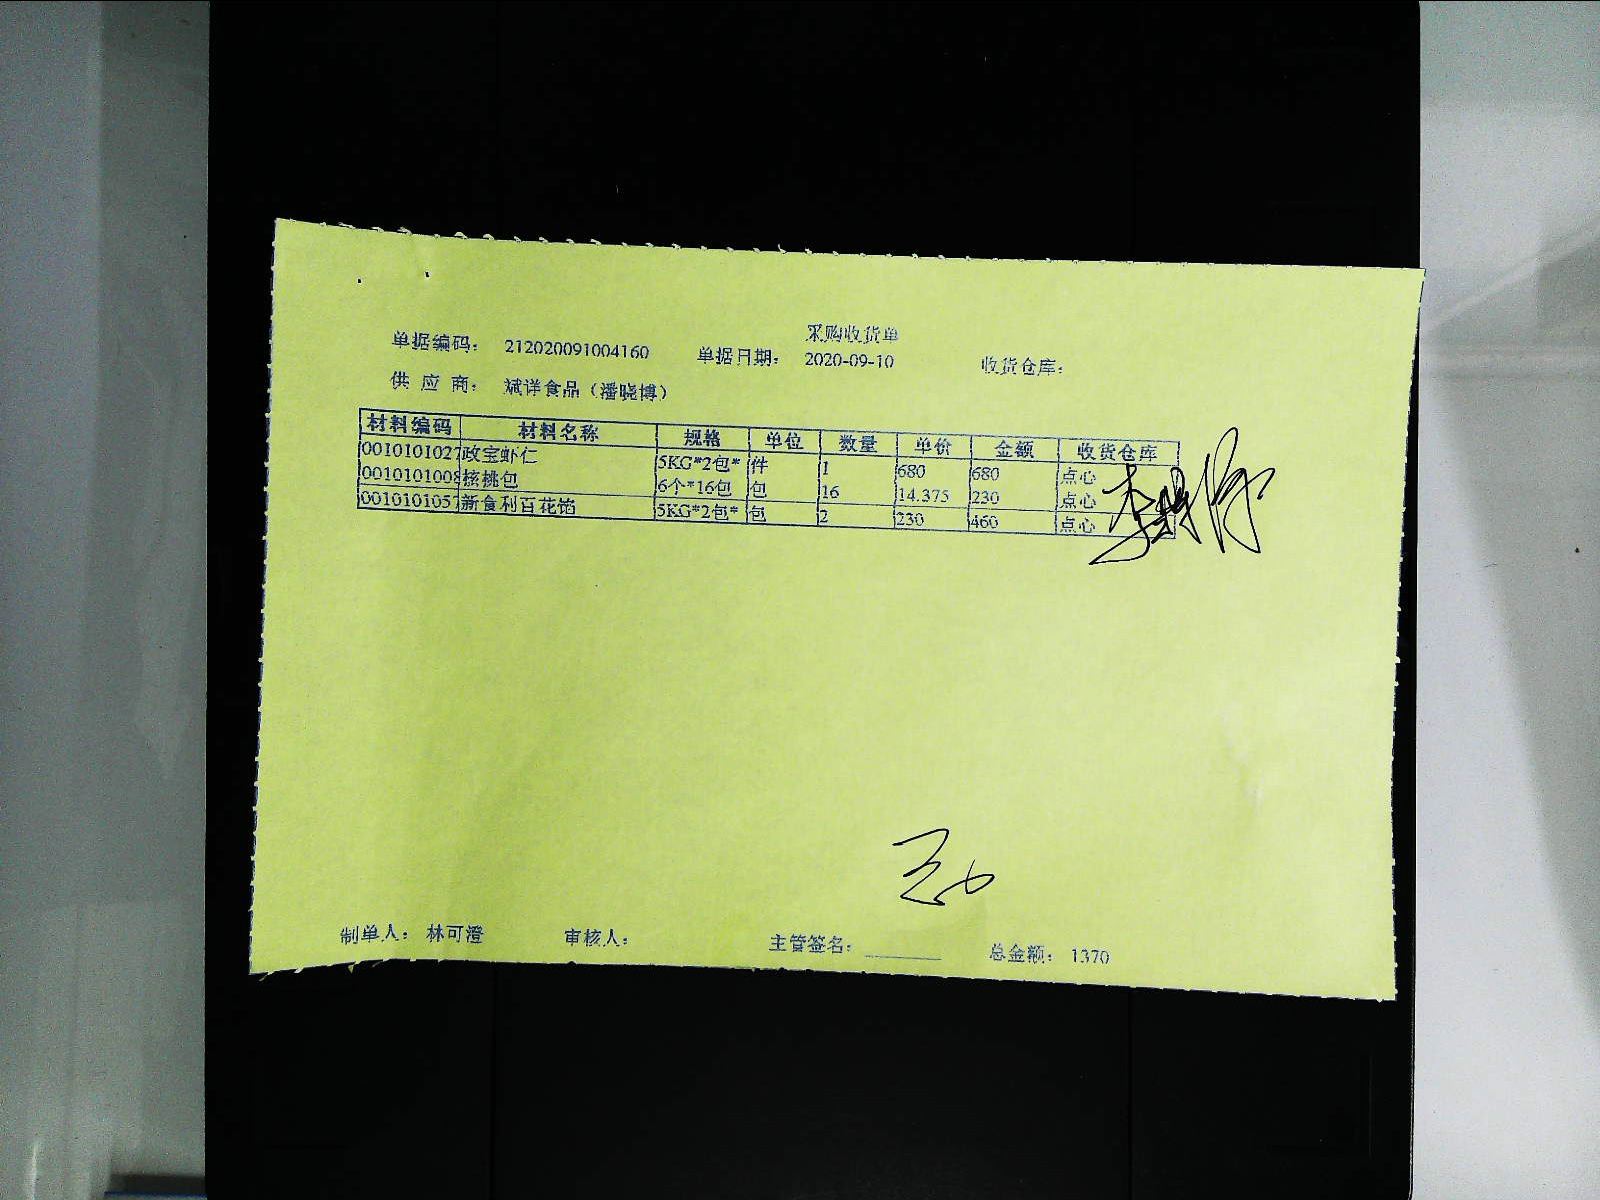 采购收货单
单据编码： 212020091004160 单据日期： 2020-09-10 收货仓库：
供 应 商： 斌详食品（潘晓博）
材料编码 材料名称 规格 单位 数量 单价 金额 收货仓库
0010101027 政宝虾仁 5KG*2包* 件 1 680 680 点心
0010101008 核挑包 6个*16包 包 16 14.375 230 点心
0010101057 新食利百花馅 5KG*2包* 包 2 230 460 点心
制单人： 林可澄 审核人： 主管签名： 总金额： 1370